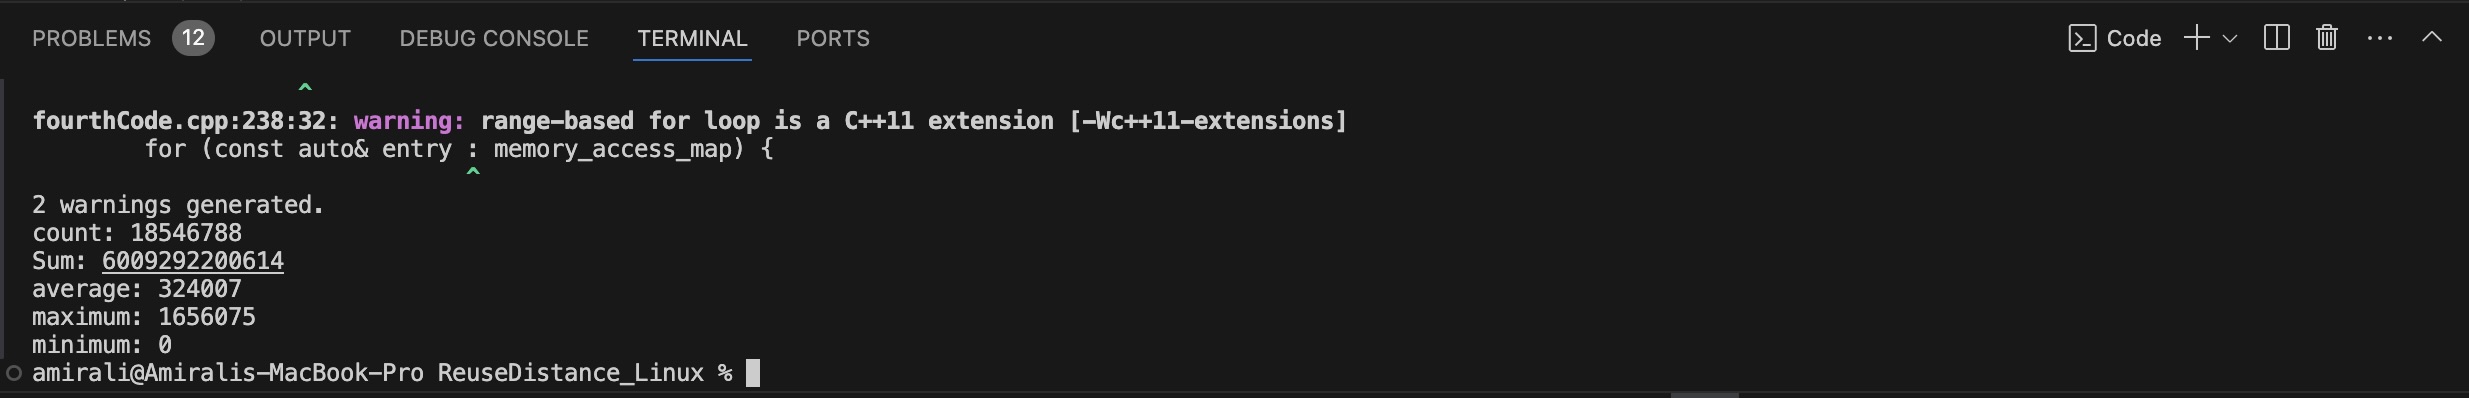 PROBLEMS 12 OUTPUT DEBUG CONSOLE TERMINAL PORTS Code
^
fourthCode.cpp:238:32: warning: range-based for loop is a C++11 extension [-Wc++11-extensions]
        for (const auto& entry : memory_access_map) {
                               ^
2 warnings generated.
count: 18546788
Sum: 6009292200614
average: 324007
maximum: 1656075
minimum: 0
amirali@Amiralis-MacBook-Pro ReuseDistance_Linux %